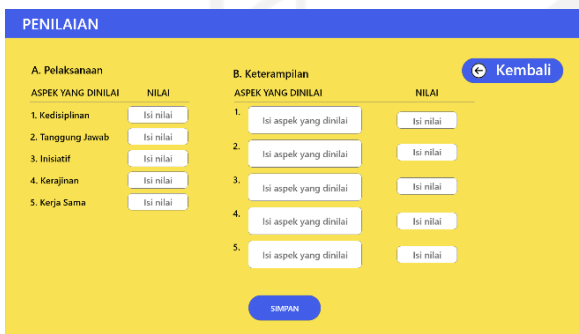 PENILAIAN
Kembali
A. Pelaksanaan
ASPEK YANG DINILAI NILAI
1. Kedisiplinan Isi nilai
2. Tanggung Jawab Isi nilai
3. Inisiatif Isi nilai
4. Kerajinan Isi nilai
5. Kerja Sama Isi nilai
B. Keterampilan
ASPEK YANG DINILAI NILAI
1. Isi aspek yang dinilai Isi nilai
2. Isi aspek yang dinilai Isi nilai
3. Isi aspek yang dinilai Isi nilai
4. Isi aspek yang dinilai Isi nilai
5. Isi aspek yang dinilai Isi nilai
SIMPAN